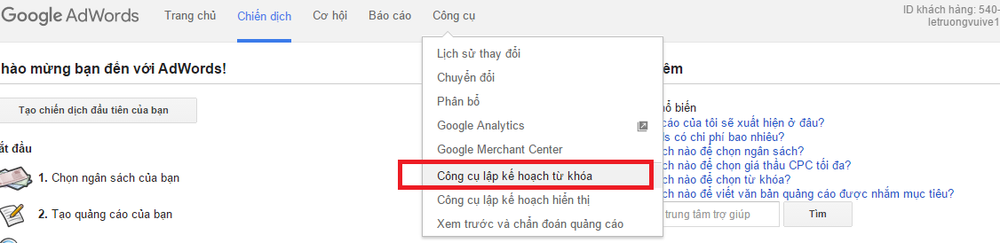 Google AdWords Trang chủ Chiến dịch Cơ hội Báo cáo Công cụ
ID khách hàng: 540-
letruongvuive1
hào mừng bạn đến với AdWords!
Tạo chiến dịch đầu tiên của bạn
ắt đầu
1. Chọn ngân sách của bạn
2. Tạo quảng cáo của bạn
Lịch sử thay đổi
Chuyển đổi
Phân bổ
Google Analytics
Google Merchant Center
Công cụ lập kế hoạch từ khóa
Công cụ lập kế hoạch hiển thị
Xem trước và chẩn đoán quảng cáo
êm
hổ biến
cáo của tôi sẽ xuất hiện ở đâu?
ds có chi phí bao nhiêu?
ch nào để chọn ngân sách?
ch nào để chọn giá thầu CPC tối đa?
ch nào để chọn từ khóa?
ch nào để viết văn bản quảng cáo được nhắm mục tiêu?
trung tâm trợ giúp
Tìm